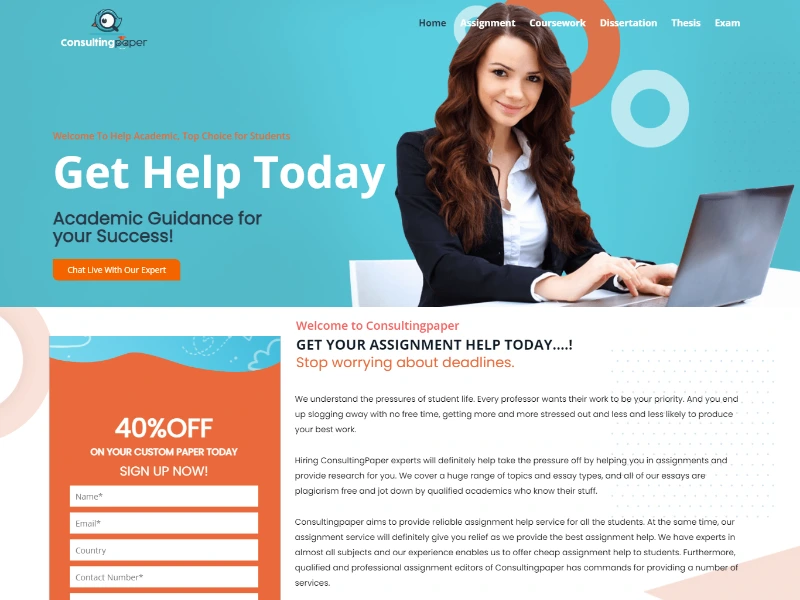 Consultingpaper
Home Assignment Coursework Dissertation Thesis Exam
Welcome To Help Academic, Top Choice for Students
Get Help Today
Academic Guidance for
your Success!
Chat Live With Our Expert
40%OFF
ON YOUR CUSTOM PAPER TODAY
SIGN UP NOW!
Name*
Email*
Country
Contact Number*
Welcome to Consultingpaper
GET YOUR ASSIGNMENT HELP TODAY....!
Stop worrying about deadlines.
We understand the pressures of student life. Every professor wants their work to be your priority. And you end
up slogging away with no free time, getting more and more stressed out and less and less likely to produce
your best work.
Hiring ConsultingPaper experts will definitely help take the pressure off by helping you in assignments and
provide research for you. We cover a huge range of topics and essay types, and all of our essays are
plagiarism free and jot down by qualified academics who know their stuff.
Consultingpaper aims to provide reliable assignment help service for all the students. At the same time, our
assignment service will definitely give you relief as we provide the best assignment help. We have experts in
almost all subjects and our experience enables us to offer cheap assignment help to students. Furthermore,
qualified and professional assignment editors of Consultingpaper has commands for providing a number of
services.